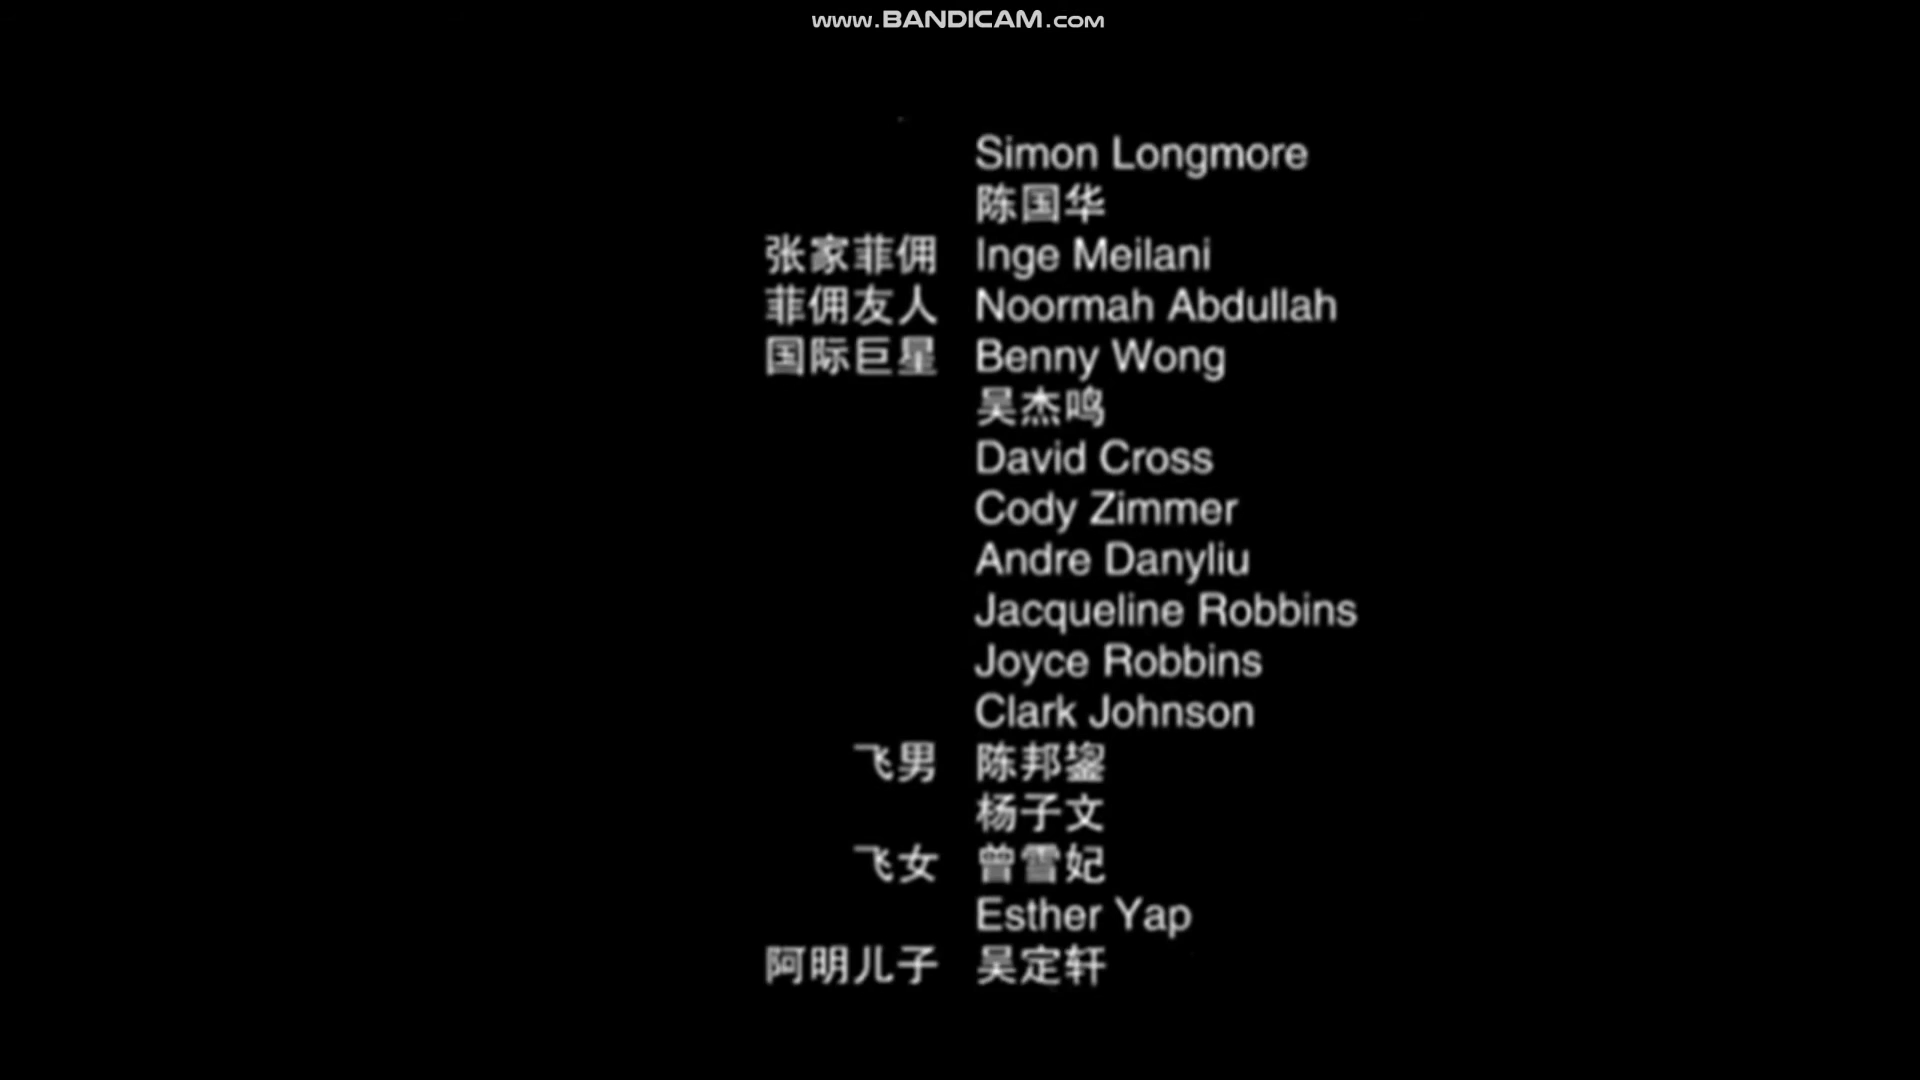 www.BANDICAM.com
Simon Longmore
陈国华
张家菲佣 Inge Meilani
菲佣友人 Noormah Abdullah
国际巨星 Benny Wong
吴杰鸣
David Cross
Cody Zimmer
Andre Danyliu
Jacqueline Robbins
Joyce Robbins
Clark Johnson
飞男 陈邦鋆
杨子文
飞女 曾雪妃
Esther Yap
阿明儿子 吴定轩